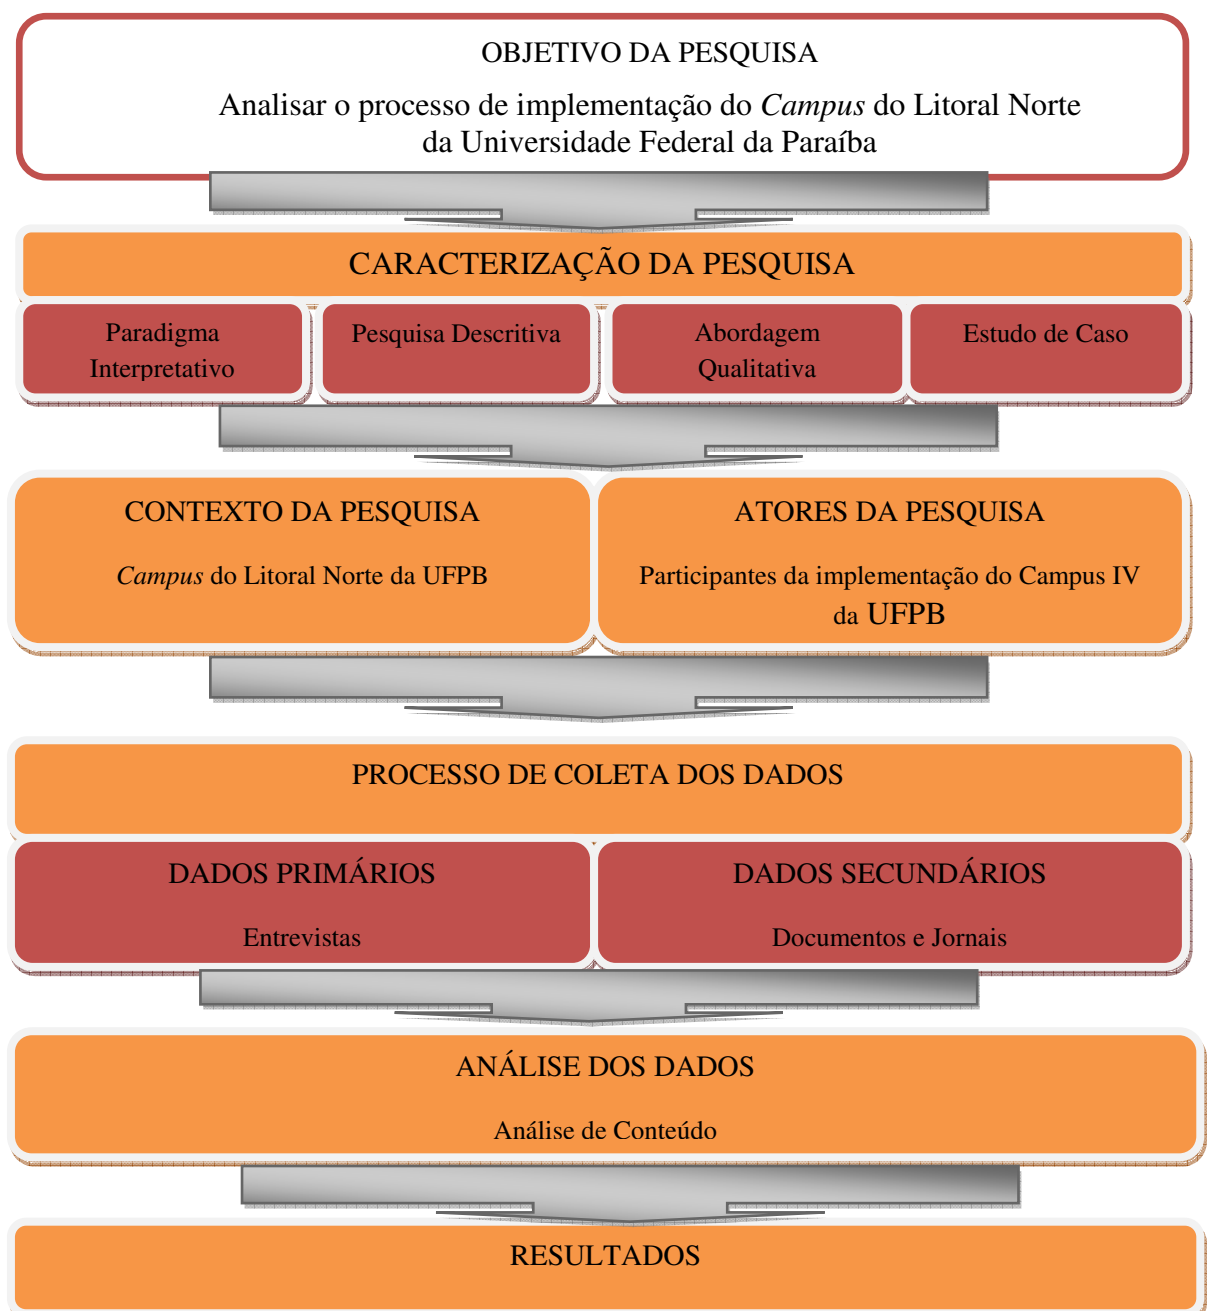 OBJETIVO DA PESQUISA
Analisar o processo de implementação do Campus do Litoral Norte
da Universidade Federal da Paraíba
CARACTERIZAÇÃO DA PESQUISA
Paradigma
Interpretativo
Pesquisa Descritiva
Abordagem
Qualitativa
Estudo de Caso
CONTEXTO DA PESQUISA
Campus do Litoral Norte da UFPB
ATORES DA PESQUISA
Participantes da implementação do Campus IV
da UFPB
PROCESSO DE COLETA DOS DADOS
DADOS PRIMÁRIOS
Entrevistas
DADOS SECUNDÁRIOS
Documentos e Jornais
ANÁLISE DOS DADOS
Análise de Conteúdo
RESULTADOS